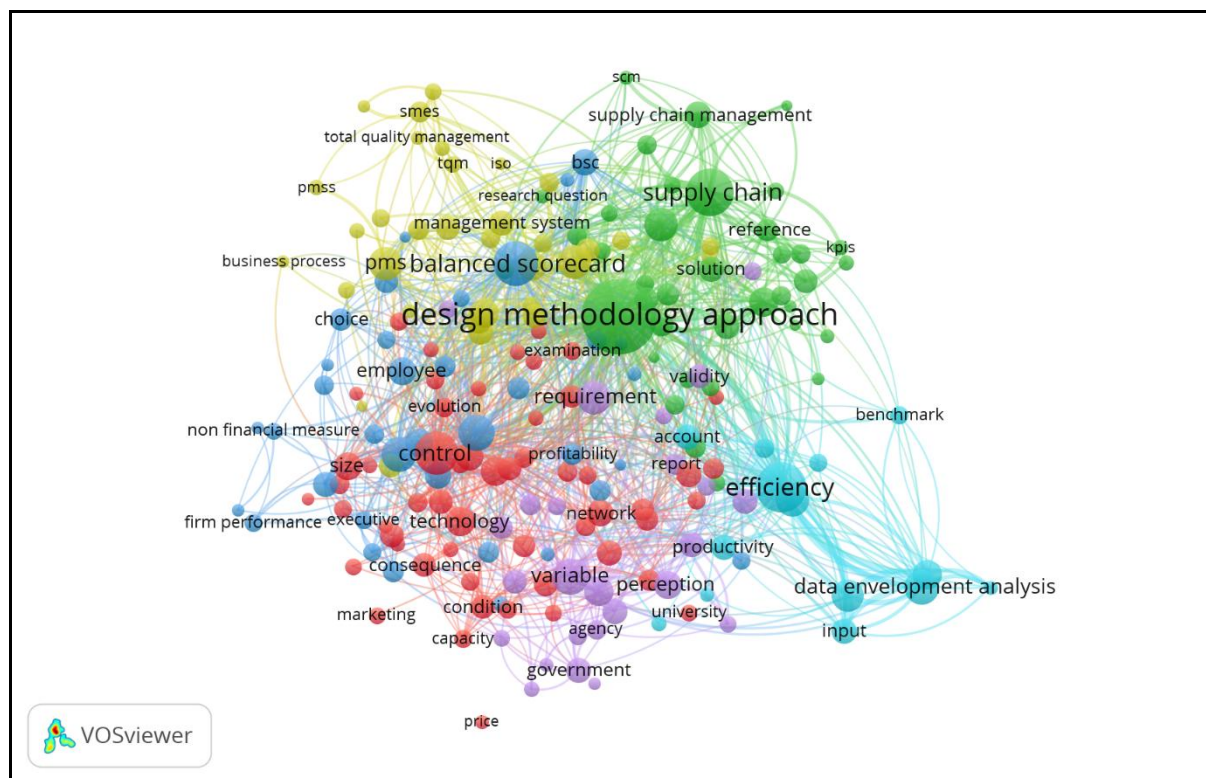 scm
smes
supply chain management
total quality management
tqm
iso
bsc
pmss
research question
supply chain
management system
reference
kpis
business process
pms
balanced scorecard
solution
choice
design methodology approach
examination
employee
validity
evolution
requirement
benchmark
non financial measure
account
size
control
profitability
report
efficiency
firm performance
executive
technology
network
consequence
productivity
variable
perception
data envelopment analysis
marketing
condition
university
capacity
agency
input
government
price
VOSviewer